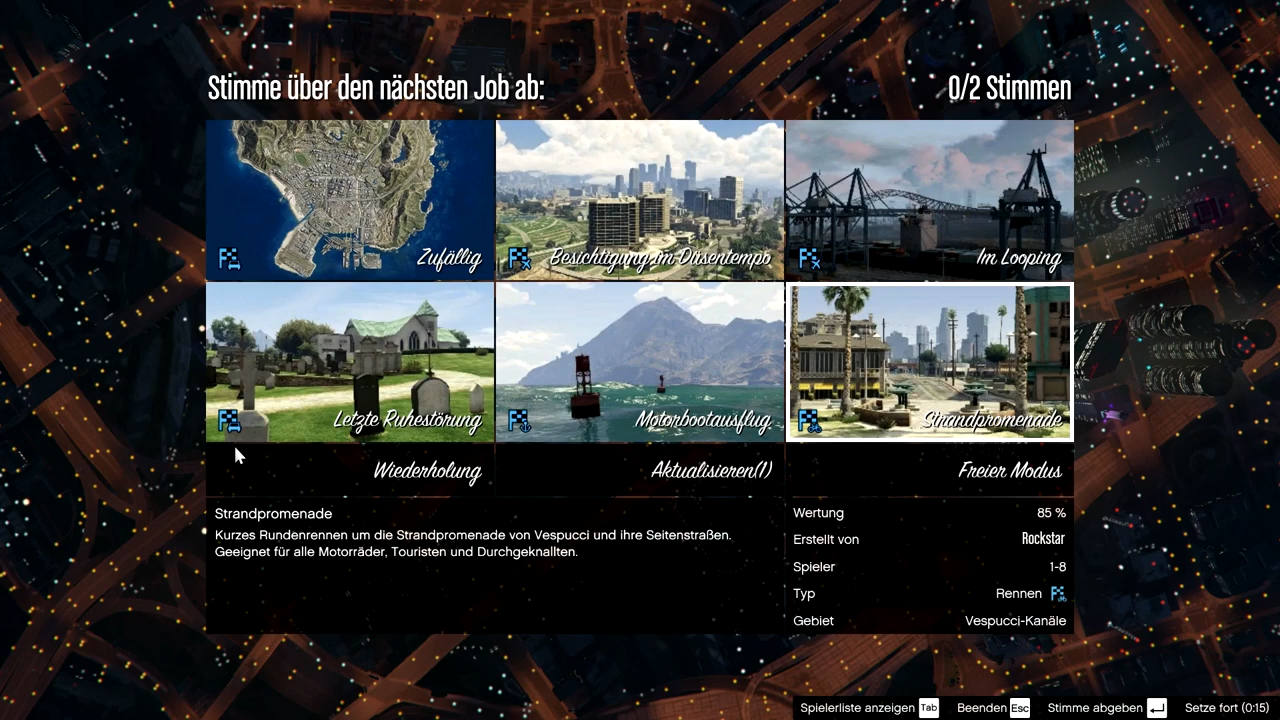 Stimme über den nächsten Job ab:
0/2 Stimmen
Zufällig
Besichtigung im Düsentempo
Im Looping
Letzte Ruhestörung
Motorbootausflug
Strandpromenade
Wiederholung
Aktualisieren(1)
Freier Modus
Strandpromenade
Kurzes Rundenrennen um die Strandpromenade von Vespucci und ihre Seitenstraßen.
Geeignet für alle Motorräder, Touristen und Durchgeknallten.
Wertung 85 %
Erstellt von Rockstar
Spieler 1-8
Typ Rennen
Gebiet Vespucci-Kanäle
Spielerliste anzeigen Tab Beenden Esc Stimme abgeben Setze fort (0:15)